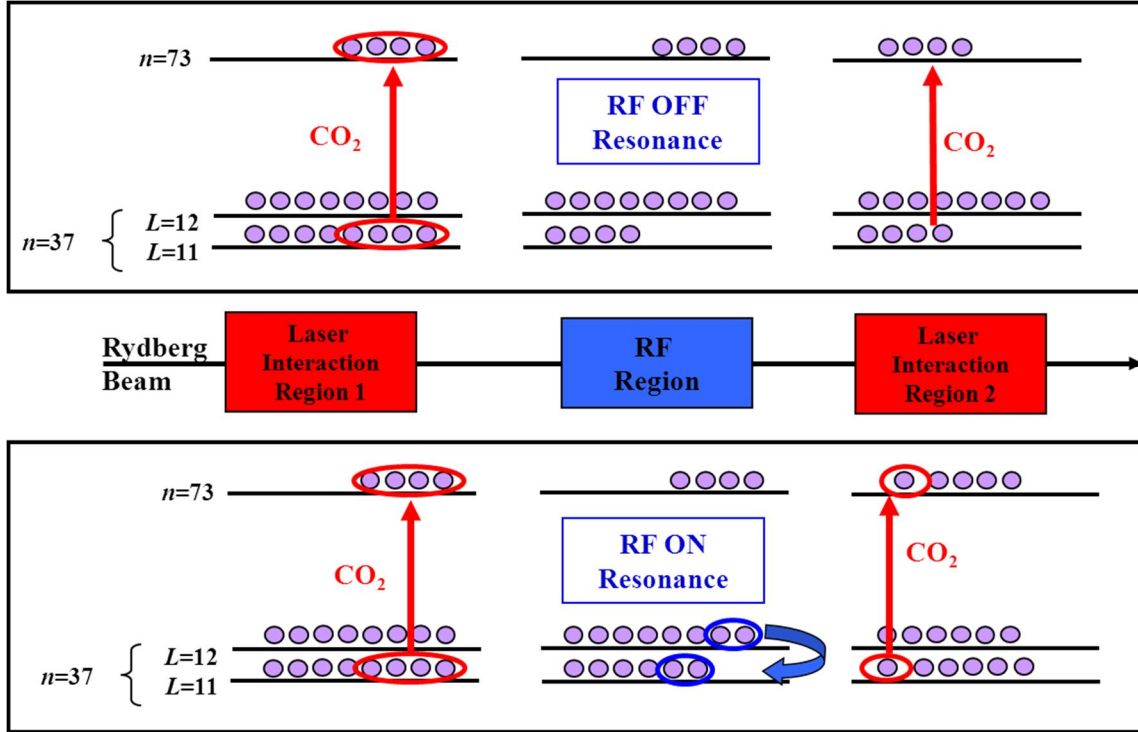 n=73
CO₂
RF OFF
Resonance
CO₂
n=37
L=12
L=11
Rydberg
Beam
Laser
Interaction
Region 1
RF
Region
Laser
Interaction
Region 2
n=73
CO₂
RF ON
Resonance
CO₂
n=37
L=12
L=11